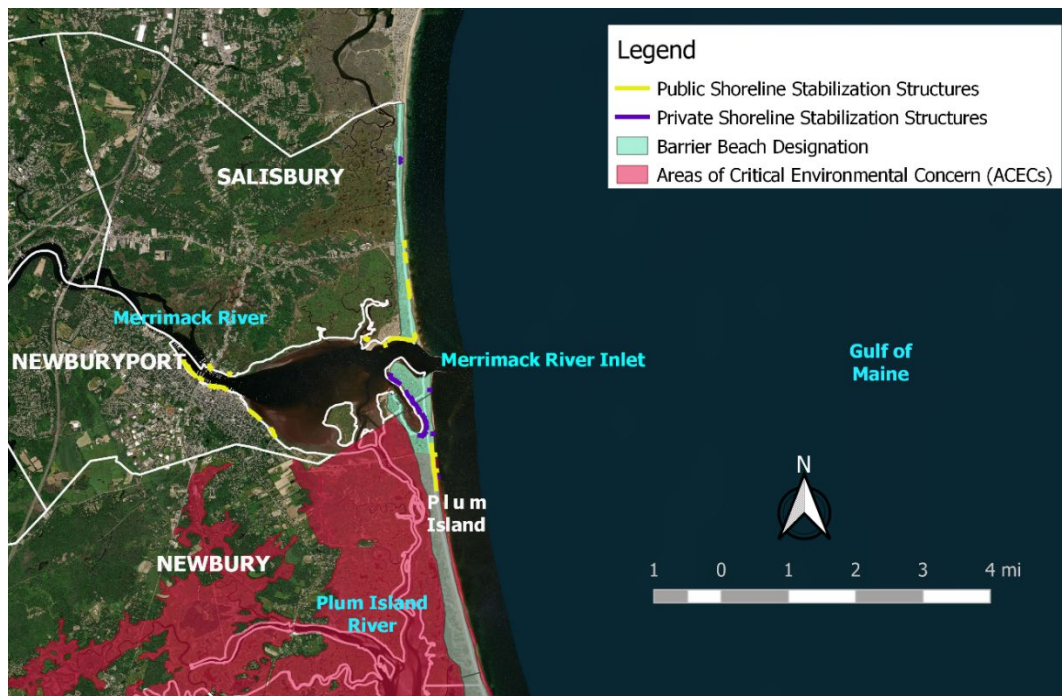 Legend
Public Shoreline Stabilization Structures
Private Shoreline Stabilization Structures
Barrier Beach Designation
Areas of Critical Environmental Concern (ACECs)
SALISBURY
Merrimack River
NEWBURYPORT
Merrimack River Inlet
Gulf of
Maine
N
Plum
Island
NEWBURY
Plum Island
River
1 0 1 2 3 4 mi